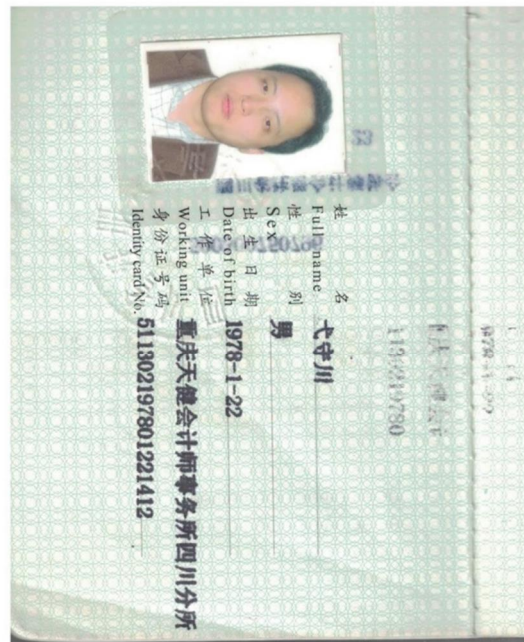 姓名 弋守川
Full name
性别 男
Sex
出生日期 1978-1-22
Date of birth
工作单位 重庆天健会计师事务所四川分所
Working unit
身份证号码 511302197801221412
Identity card No.